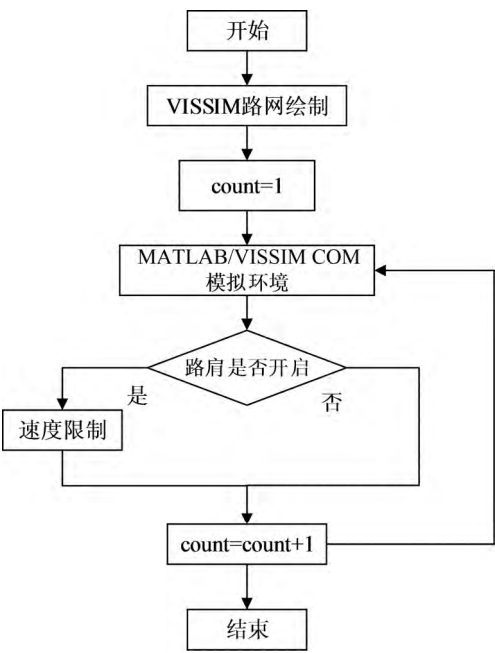 开始
VISSIM路网绘制
count=1
MATLAB/VISSIM COM
模拟环境
路肩是否开启
是
否
速度限制
count=count+1
结束